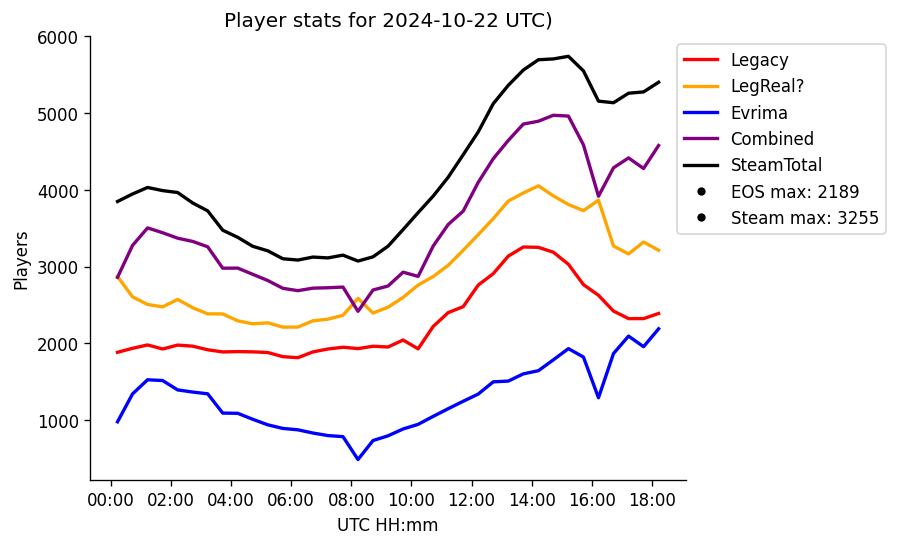 Player stats for 2024-10-22 UTC)
6000
5000
4000
3000
2000
1000
Players
00:00 02:00 04:00 06:00 08:00 10:00 12:00 14:00 16:00 18:00
UTC HH:mm
Legacy
LegReal?
Evrima
Combined
SteamTotal
EOS max: 2189
Steam max: 3255